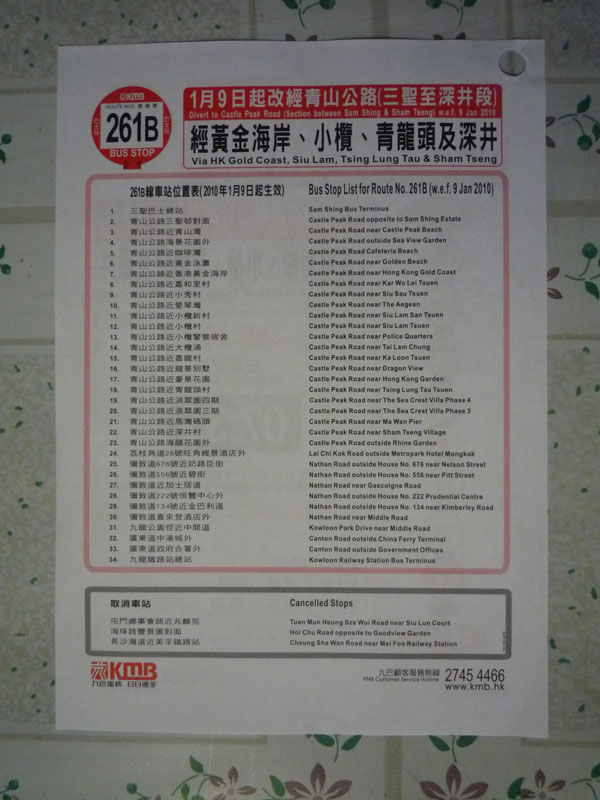 KMB
ROUTE NOS 路線號
261B
巴士站
巴士站
BUS STOP
1月9日起改經青山公路(三聖至深井段)
Divert to Castle Peak Road (Section between Sam Shing & Sham Tseng) w.e.f. 9 Jan 2010
經黃金海岸、小欖、青龍頭及深井
Via HK Gold Coast, Siu Lam, Tsing Lung Tau & Sham Tseng
261B線車站位置表(2010年1月9日起生效) Bus Stop List for Route No. 261B (w.e.f. 9 Jan 2010)
1. 三聖巴士總站 Sam Shing Bus Terminus
2. 青山公路三聖邨對面 Castle Peak Road opposite to Sam Shing Estate
3. 青山公路近青山灣 Castle Peak Road near Castle Peak Beach
4. 青山公路海景花園外 Castle Peak Road outside Sea View Garden
5. 青山公路近咖啡灣 Castle Peak Road Cafeteria Beach
6. 青山公路近黃金泳灘 Castle Peak Road near Golden Beach
7. 青山公路近香港黃金海岸 Castle Peak Road near Hong Kong Gold Coast
8. 青山公路近嘉和里村 Castle Peak Road near Kar Wo Lei Tsuen
9. 青山公路近小秀村 Castle Peak Road near Siu Sau Tsuen
10. 青山公路近愛琴灣 Castle Peak Road near The Aegean
11. 青山公路近小欖新村 Castle Peak Road near Siu Lam San Tsuen
12. 青山公路近小欖村 Castle Peak Road near Siu Lam Tsuen
13. 青山公路近小欖警察宿舍 Castle Peak Road near Police Quarters
14. 青山公路近大欖涌 Castle Peak Road near Tai Lam Chung
15. 青山公路近嘉龍村 Castle Peak Road near Ka Loon Tsuen
16. 青山公路近龍景別墅 Castle Peak Road near Dragon View
17. 青山公路近豪景花園 Castle Peak Road near Hong Kong Garden
18. 青山公路近青龍頭村 Castle Peak Road near Tsing Lung Tau Tsuen
19. 青山公路近浪翠園四期 Castle Peak Road near The Sea Crest Villa Phase 4
20. 青山公路近浪翠園三期 Castle Peak Road near The Sea Crest Villa Phase 3
21. 青山公路近馬灣碼頭 Castle Peak Road near Ma Wan Pier
22. 青山公路近深井村 Castle Peak Road near Sham Tseng Village
23. 青山公路海韻花園外 Castle Peak Road outside Rhine Garden
24. 荔枝角道26號旺角維景酒店外 Lai Chi Kok Road outside Metropark Hotel Mongkok
25. 彌敦道676號近奶路臣街 Nathan Road outside House No. 676 near Nelson Street
26. 彌敦道556號近碧街 Nathan Road outside House No. 556 near Pitt Street
27. 彌敦道近加士居道 Nathan Road near Gascoigne Road
28. 彌敦道222號恒豐中心外 Nathan Road outside House No. 222 Prudential Centre
29. 彌敦道134號近金巴利道 Nathan Road outside House No. 134 near Kimberley Road
30. 彌敦道喜來登酒店外 Nathan Road near Middle Road
31. 九龍公園徑近中間道 Kowloon Park Drive near Middle Road
32. 廣東道中港城外 Canton Road outside China Ferry Terminal
33. 廣東道政府合署外 Canton Road outside Government Offices
34. 九龍鐵路站總站 Kowloon Railway Station Bus Terminus
取消車站 Cancelled Stops
屯門鄉事會路近兆麟苑 Tuen Mun Heung Sze Wui Road near Siu Lun Court
海珠路豐景園對面 Hoi Chu Road opposite to Goodview Garden
長沙灣道近美孚鐵路站 Cheung Sha Wan Road near Mei Foo Railway Station
KMB
九巴服務 日日進步
九巴顧客服務熱線
KMB Customer Service Hotline
2745 4466
www.kmb.hk